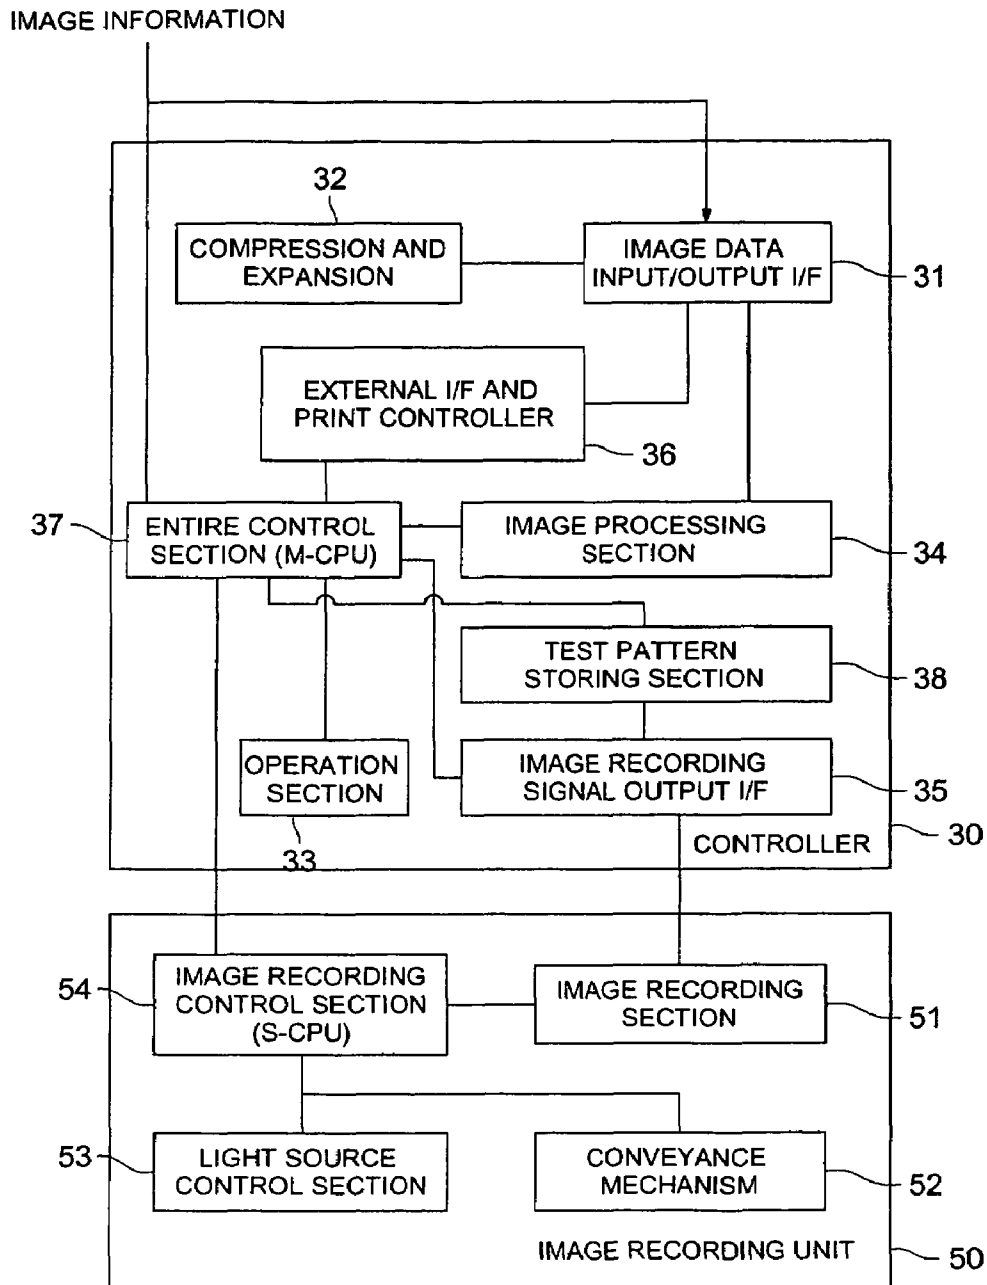 IMAGE INFORMATION
32
COMPRESSION AND
EXPANSION
IMAGE DATA
INPUT/OUTPUT I/F
31
EXTERNAL I/F AND
PRINT CONTROLLER
36
37
ENTIRE CONTROL
SECTION (M-CPU)
IMAGE PROCESSING
SECTION
34
TEST PATTERN
STORING SECTION
38
OPERATION
SECTION
33
IMAGE RECORDING
SIGNAL OUTPUT I/F
35
CONTROLLER
30
54
IMAGE RECORDING
CONTROL SECTION
(S-CPU)
IMAGE RECORDING
SECTION
51
53
LIGHT SOURCE
CONTROL SECTION
CONVEYANCE
MECHANISM
52
IMAGE RECORDING UNIT
50